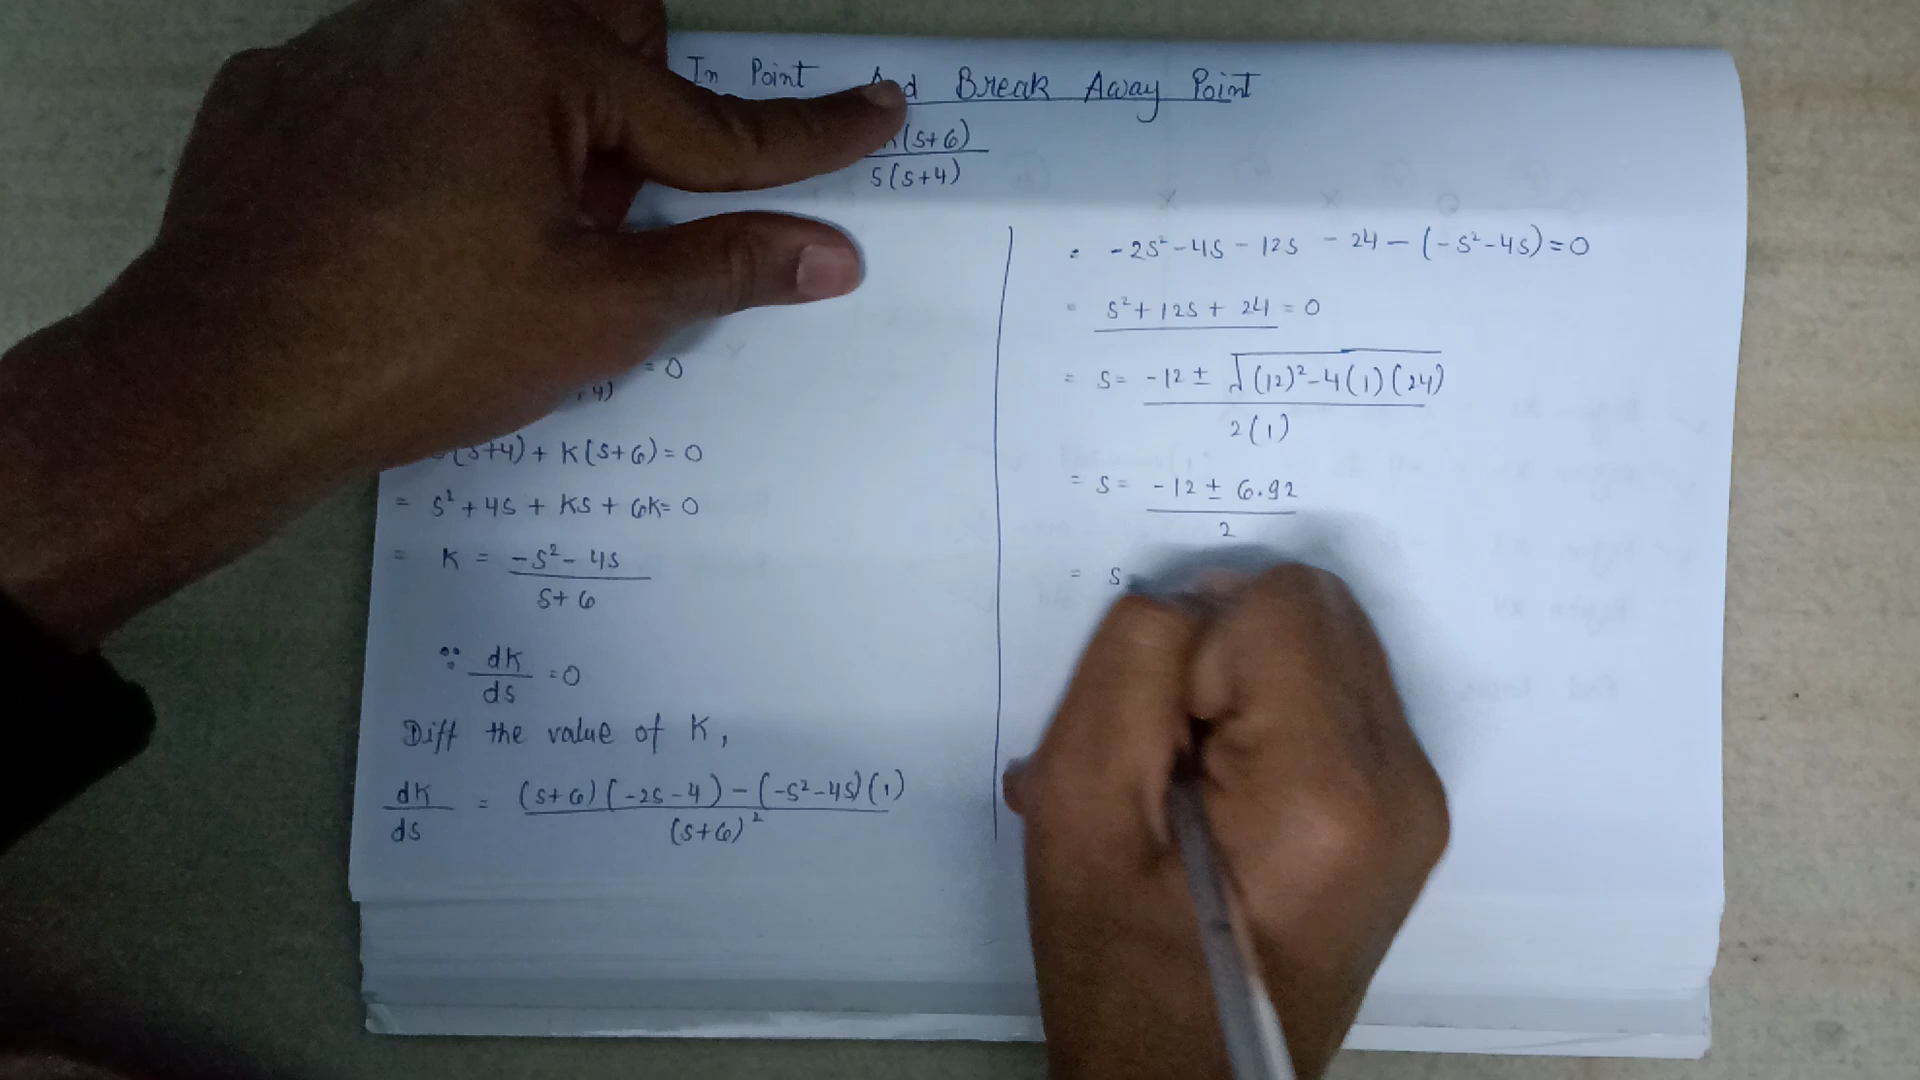 In Point And Break Away Point
K(s+6)
s(s+4)
= 0
4)
(s+4) + K(s+6) = 0
= s² + 4s + Ks + 6K = 0
= K = -s² - 4s
s + 6
∵ dK/ds = 0
Diff the value of K,
dK/ds = (s+6)(-2s-4) - (-s²-4s)(1)
(s+6)²
= -2s² - 4s - 12s - 24 - (-s² - 4s) = 0
= s² + 12s + 24 = 0
= s = -12 ± √(12)² - 4(1)(24)
2(1)
= s = -12 ± 6.92
2
= s